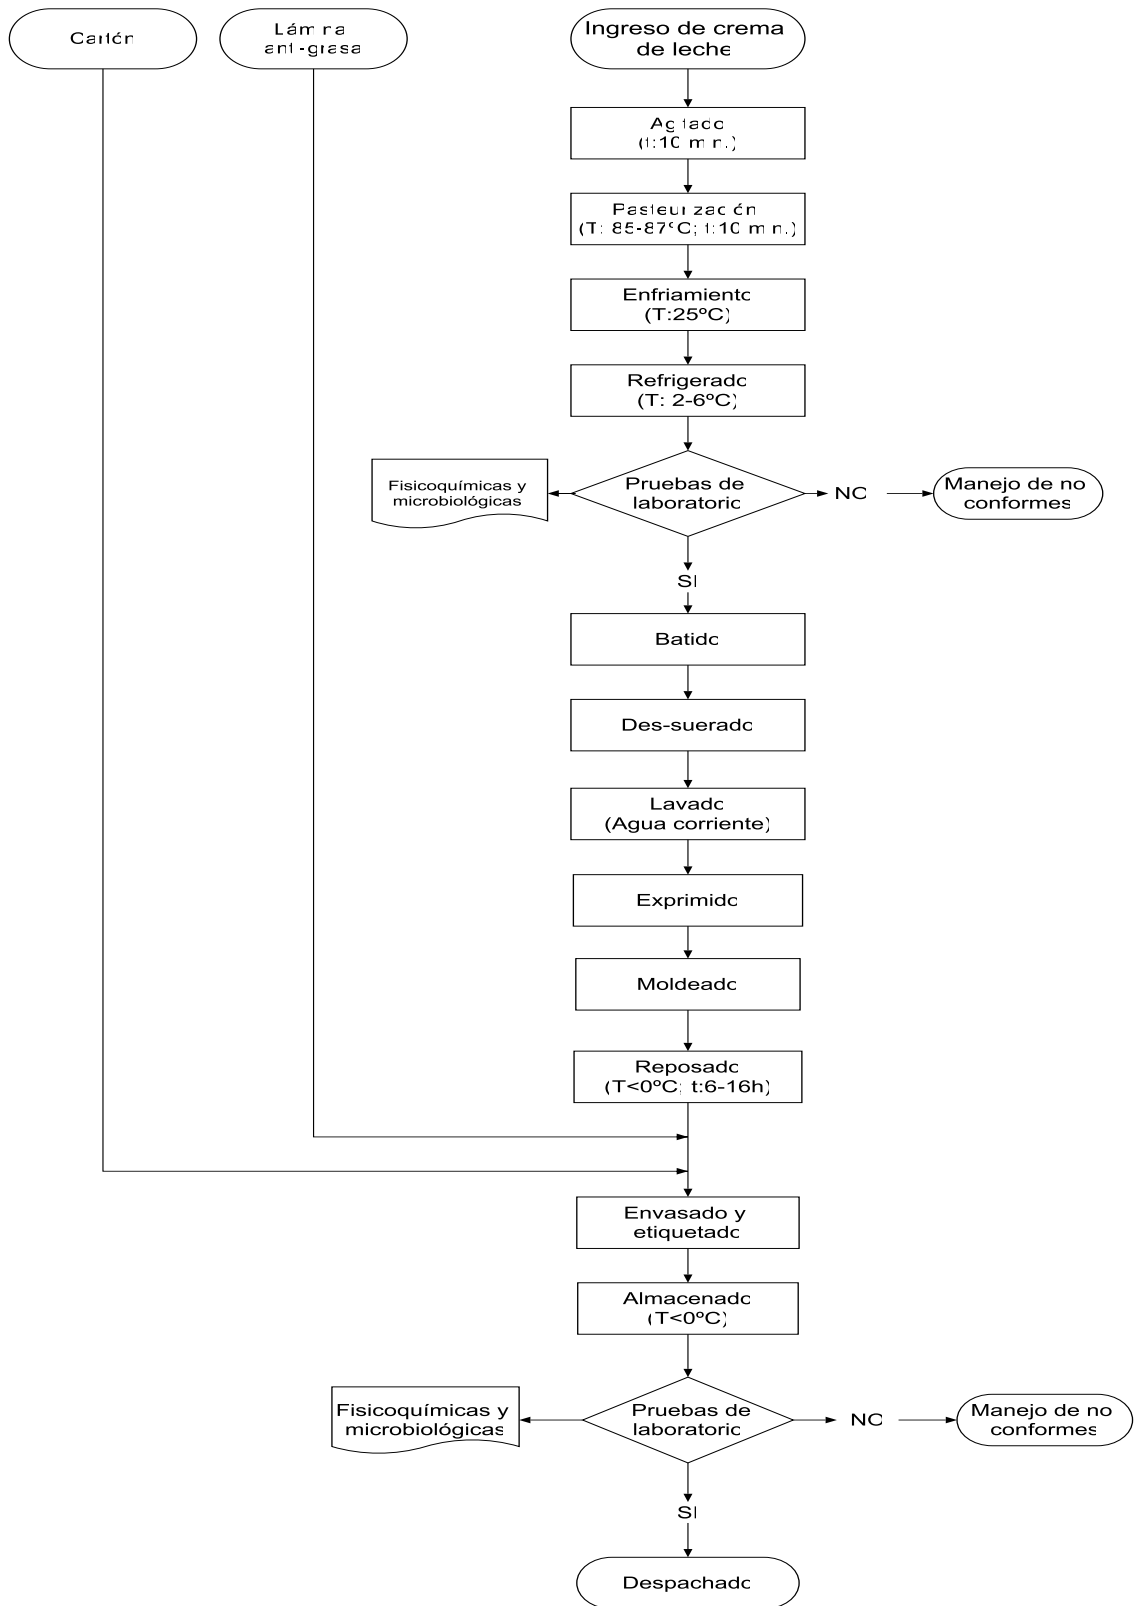 Cartón
Lámina
anti-grasa
Ingreso de crema
de leche
Agitado
(t:10 min.)
Pasteurización
(T: 85-87ºC; t:10 min.)
Enfriamiento
(T:25ºC)
Refrigerado
(T: 2-6ºC)
Fisicoquímicas y
microbiológicas
Pruebas de
laboratorio
NO
Manejo de no
conformes
SI
Batido
Des-suerado
Lavado
(Agua corriente)
Exprimido
Moldeado
Reposado
(T<0ºC; t:6-16h)
Envasado y
etiquetado
Almacenado
(T<0ºC)
Fisicoquímicas y
microbiológicas
Pruebas de
laboratorio
NO
Manejo de no
conformes
SI
Despachado